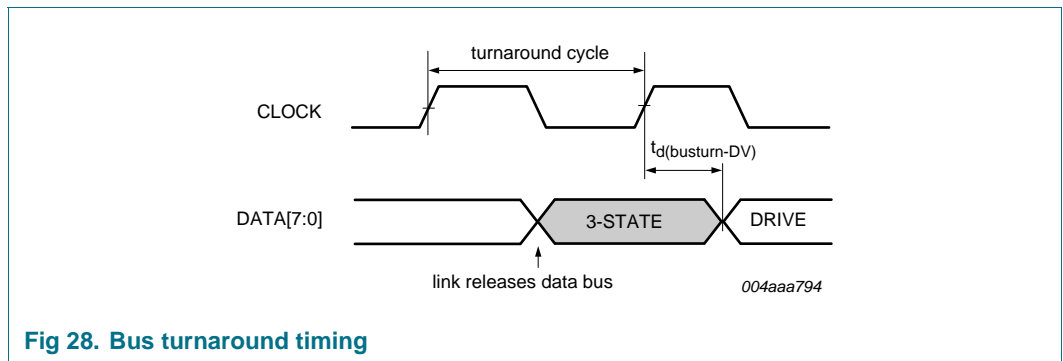 turnaround cycle
CLOCK
td(busturn-DV)
DATA[7:0]
3-STATE
DRIVE
link releases data bus
004aaa794
Fig 28. Bus turnaround timing